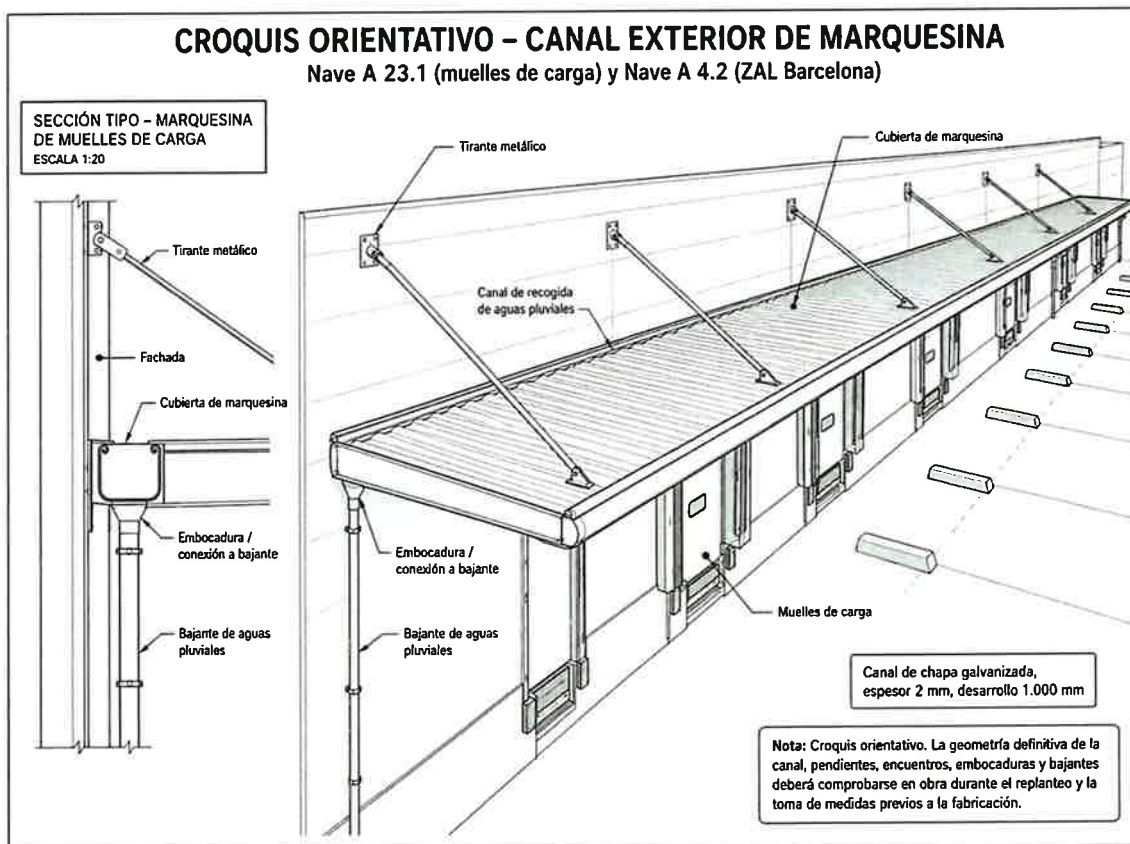 CROQUIS ORIENTATIVO – CANAL EXTERIOR DE MARQUESINA
Nave A 23.1 (muelles de carga) y Nave A 4.2 (ZAL Barcelona)
SECCIÓN TIPO – MARQUESINA
DE MUELLES DE CARGA
ESCALA 1:20
Tirante metálico
Fachada
Cubierta de marquesina
Embocadura /
conexión a bajante
Bajante de aguas
pluviales
Tirante metálico
Cubierta de marquesina
Canal de recogida
de aguas pluviales
Embocadura /
conexión a bajante
Bajante de aguas
pluviales
Muelles de carga
Canal de chapa galvanizada,
espesor 2 mm, desarrollo 1.000 mm
Nota: Croquis orientativo. La geometría definitiva de la
canal, pendientes, encuentros, embocaduras y bajantes
deberá comprobarse en obra durante el replanteo y la
toma de medidas previos a la fabricación.